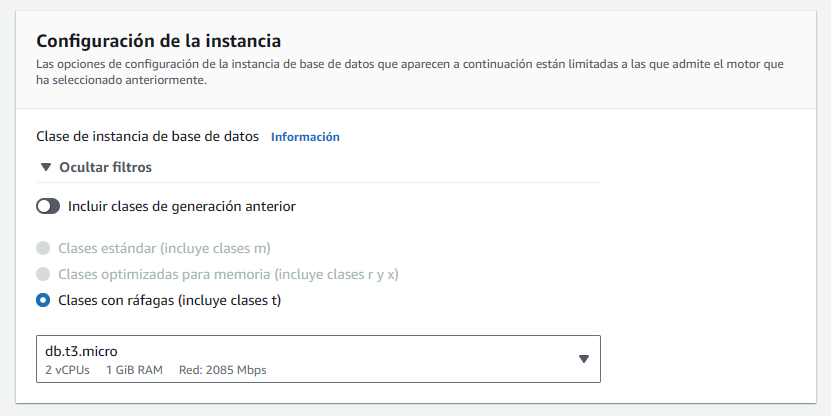 Configuración de la instancia
Las opciones de configuración de la instancia de base de datos que aparecen a continuación están limitadas a las que admite el motor que
ha seleccionado anteriormente.
Clase de instancia de base de datos Información
Ocultar filtros
Incluir clases de generación anterior
Clases estándar (incluye clases m)
Clases optimizadas para memoria (incluye clases r y x)
Clases con ráfagas (incluye clases t)
db.t3.micro
2 vCPUs 1 GiB RAM Red: 2085 Mbps